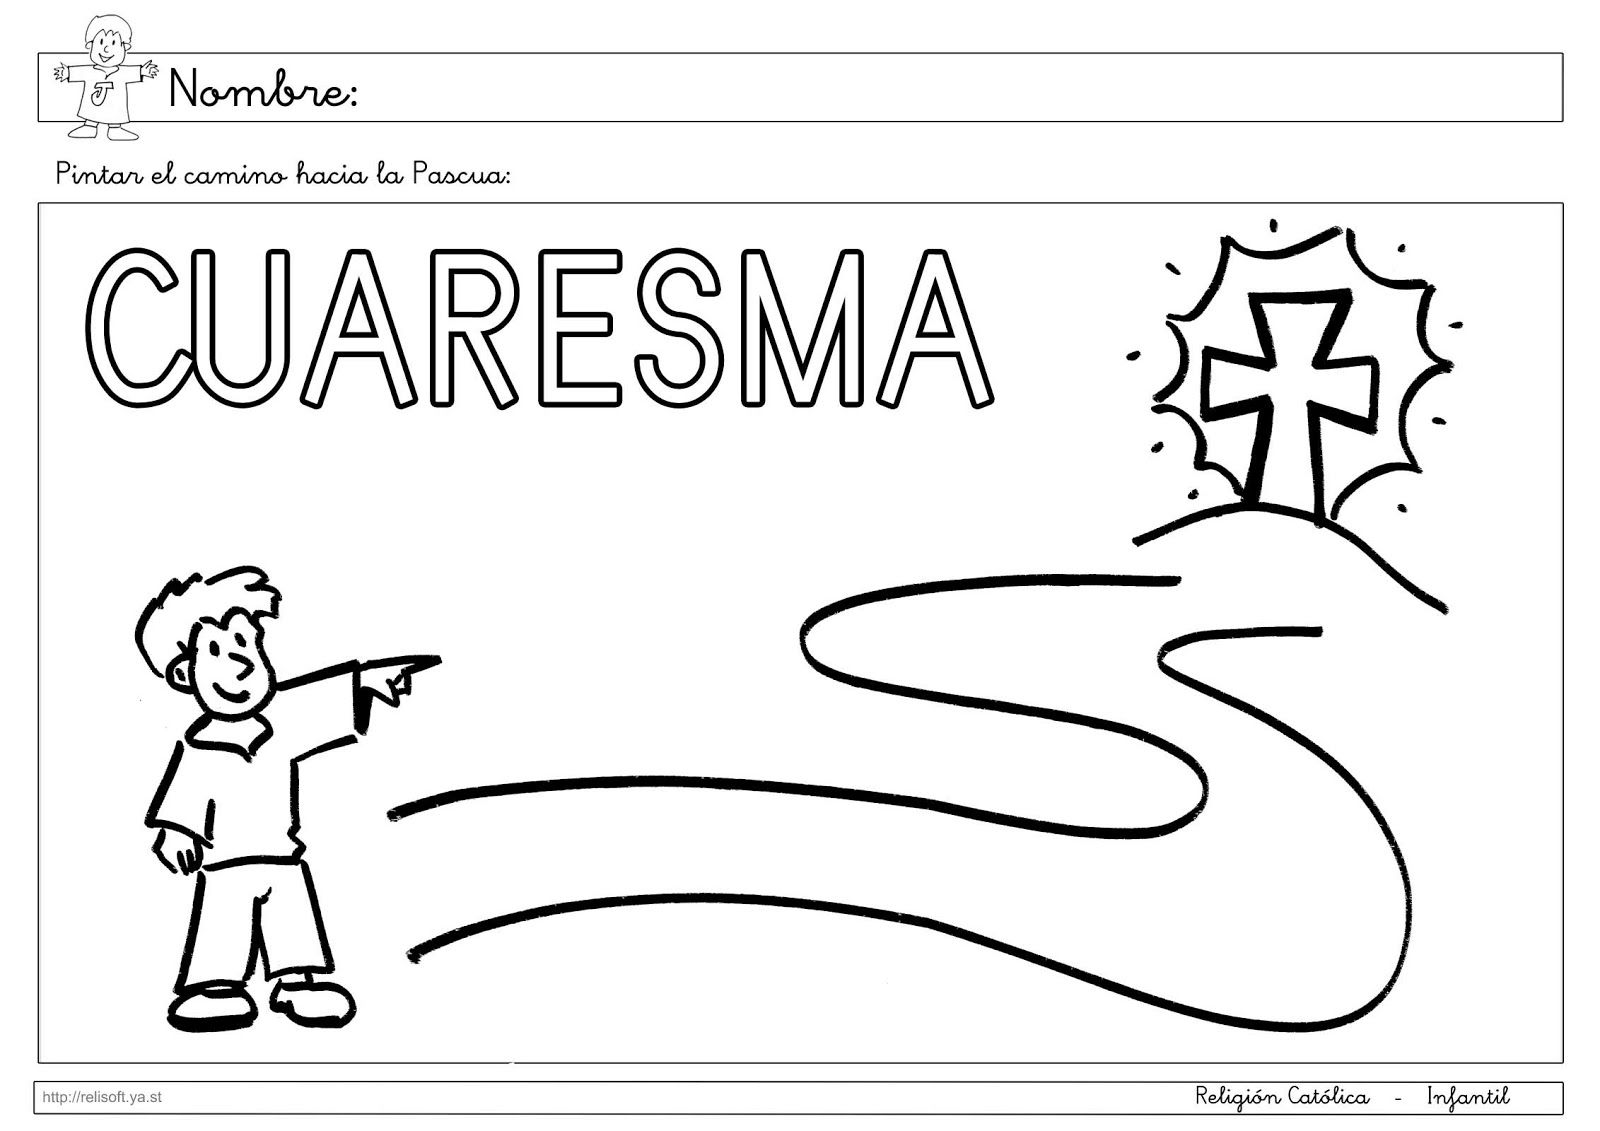 J
Nombre:
Pintar el camino hacia la Pascua:
CUARESMA
http://relisoft.ya.st
Religión Católica - Infantil